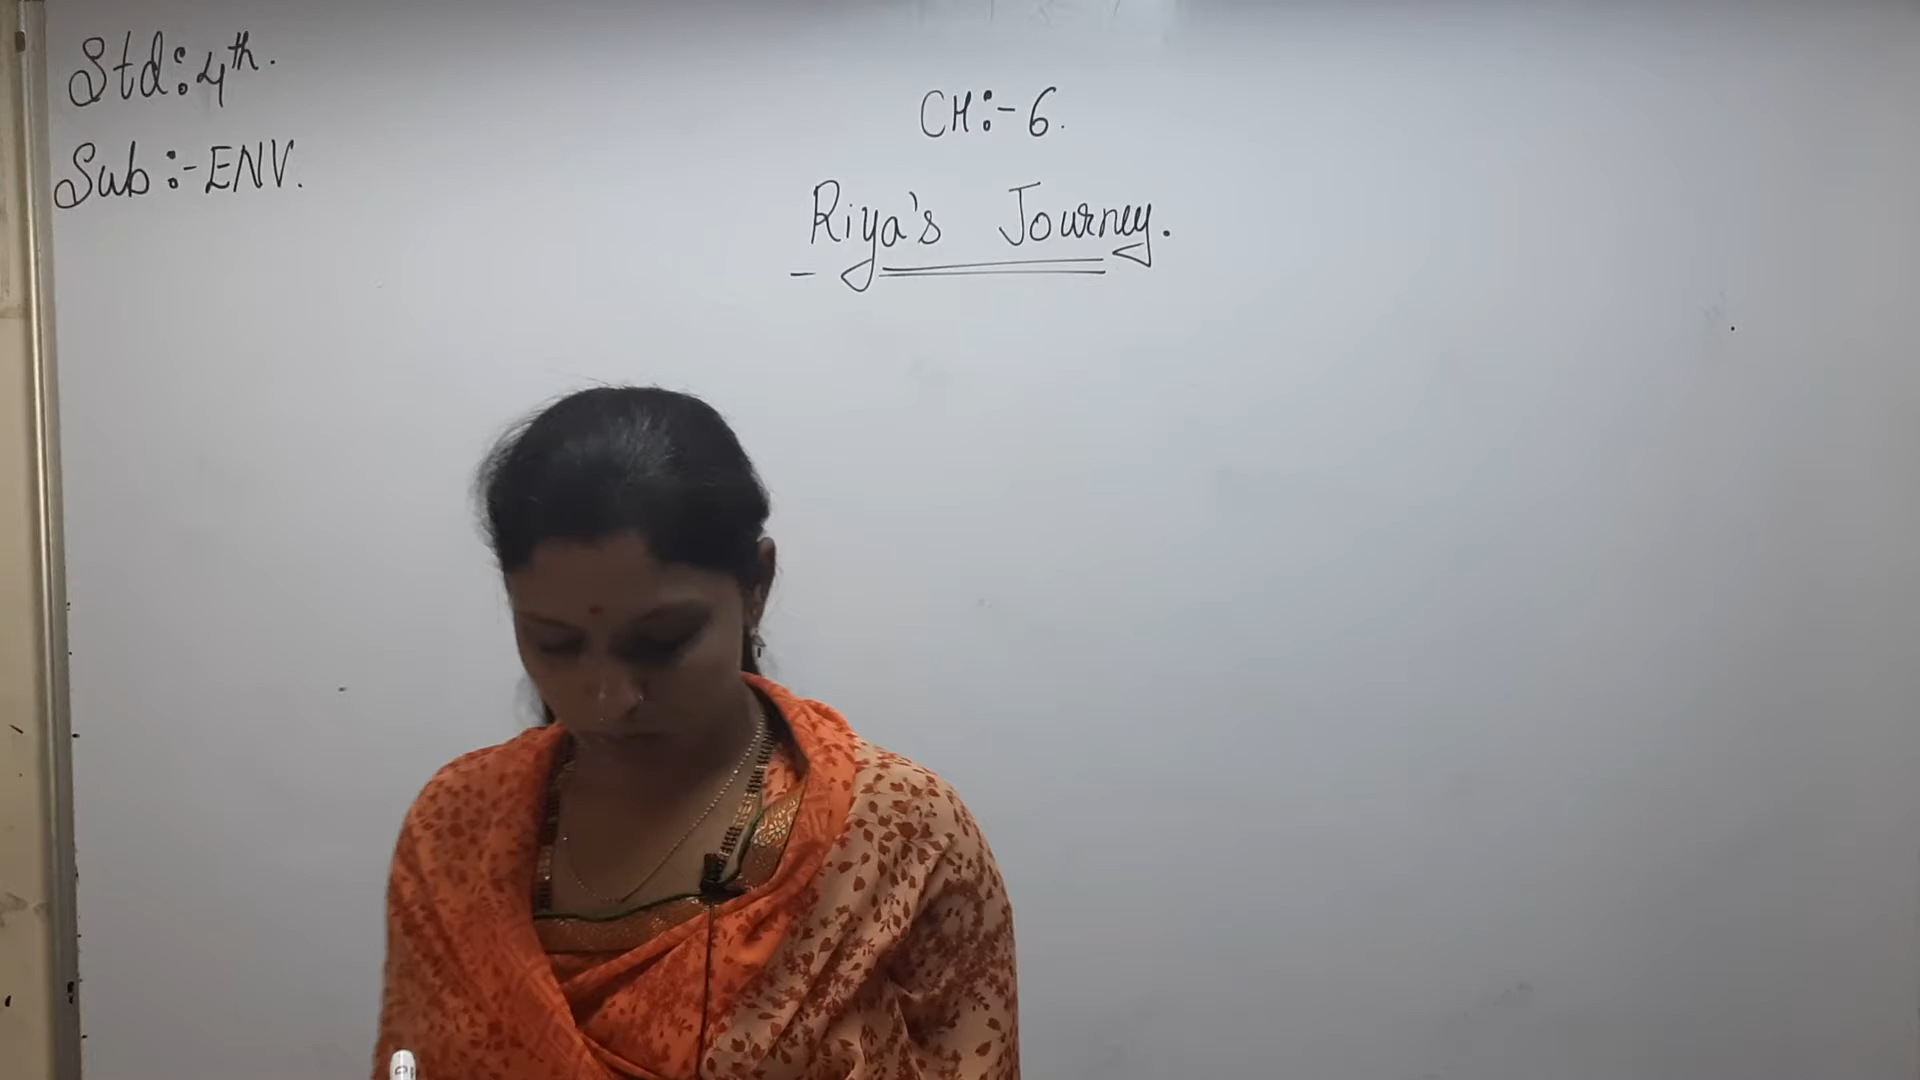 Std: 4th.
Sub:- ENV.
CH:- 6.
Riya's Journey.